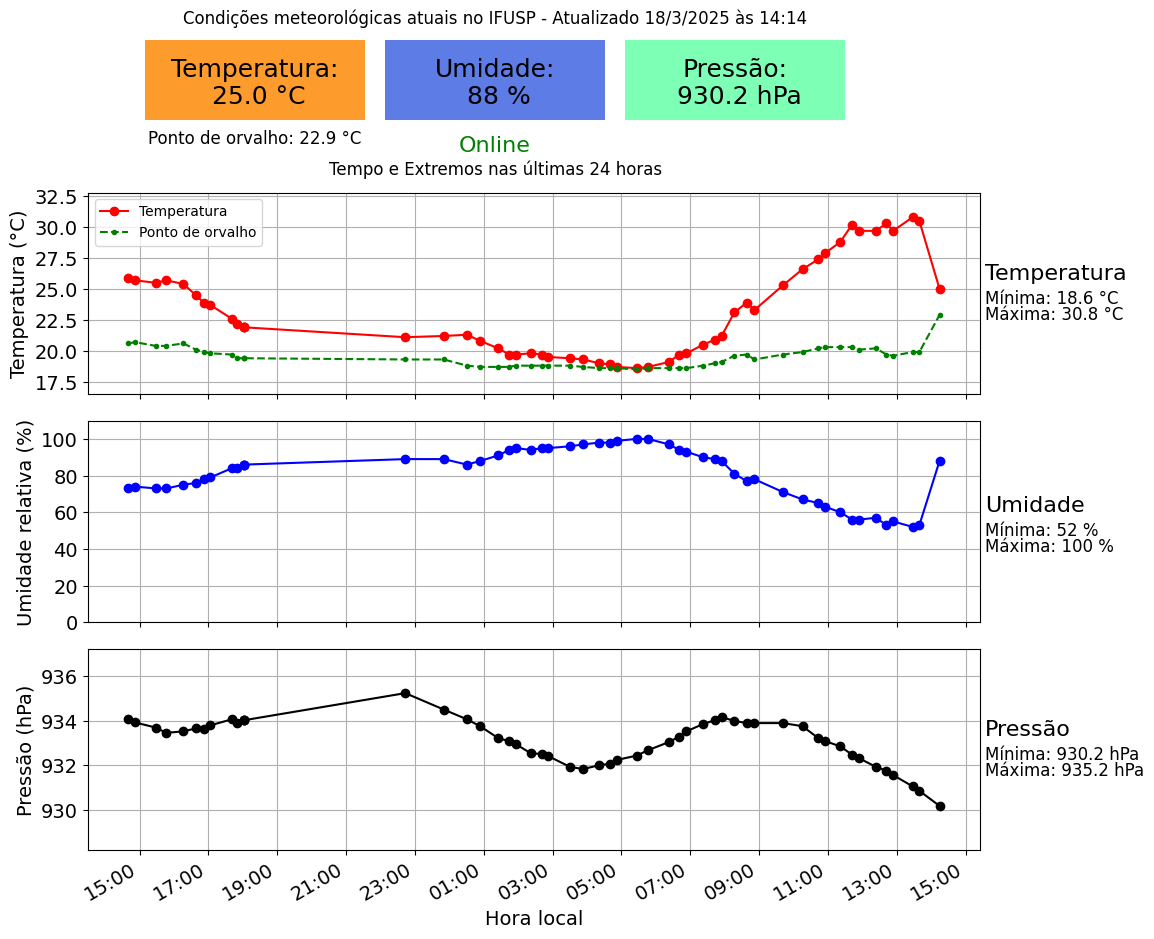 Condições meteorológicas atuais no IFUSP - Atualizado 18/3/2025 às 14:14
Temperatura:
25.0 °C
Umidade:
88 %
Pressão:
930.2 hPa
Ponto de orvalho: 22.9 °C
Online
Tempo e Extremos nas últimas 24 horas
Temperatura (°C)
32.5
30.0
27.5
25.0
22.5
20.0
17.5
Temperatura
Ponto de orvalho
Temperatura
Mínima: 18.6 °C
Máxima: 30.8 °C
Umidade relativa (%)
100
80
60
40
20
0
Umidade
Mínima: 52 %
Máxima: 100 %
Pressão (hPa)
936
934
932
930
Pressão
Mínima: 930.2 hPa
Máxima: 935.2 hPa
15:00 17:00 19:00 21:00 23:00 01:00 03:00 05:00 07:00 09:00 11:00 13:00 15:00
Hora local